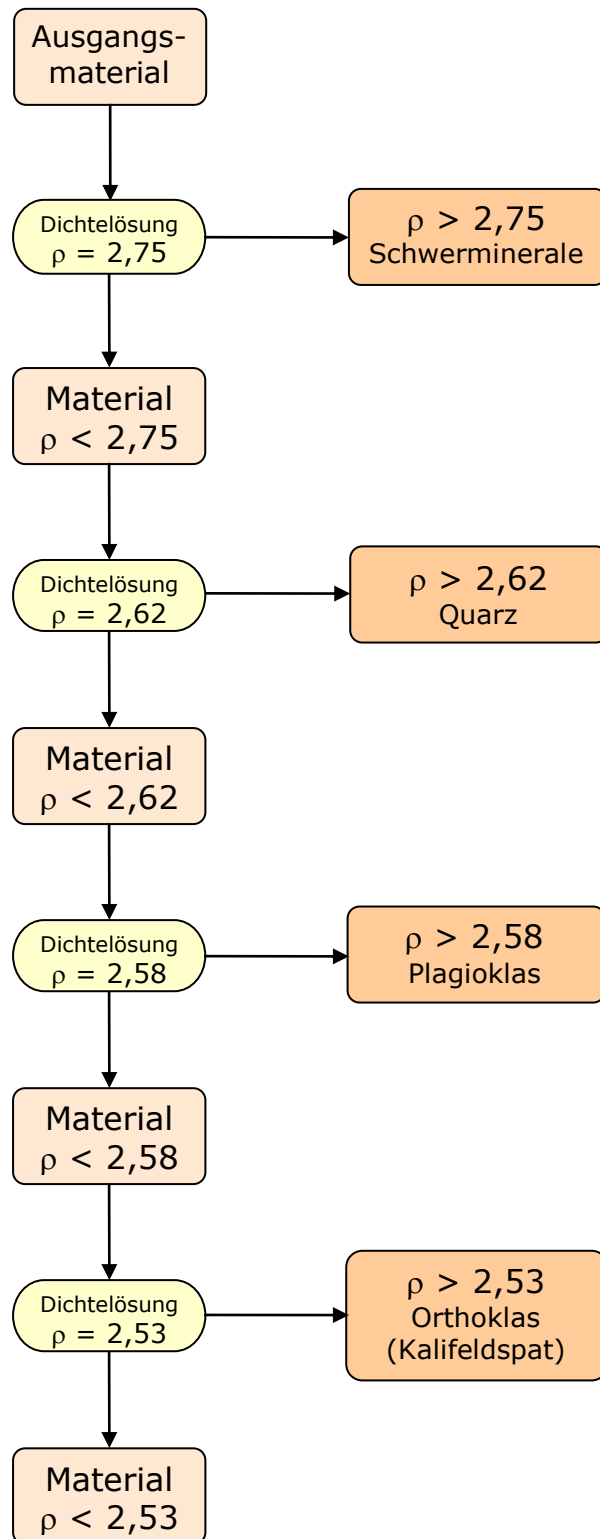 Ausgangs-
material
Dichtelösung
ρ = 2,75
ρ > 2,75
Schwerminerale
Material
ρ < 2,75
Dichtelösung
ρ = 2,62
ρ > 2,62
Quarz
Material
ρ < 2,62
Dichtelösung
ρ = 2,58
ρ > 2,58
Plagioklas
Material
ρ < 2,58
Dichtelösung
ρ = 2,53
ρ > 2,53
Orthoklas
(Kalifeldspat)
Material
ρ < 2,53